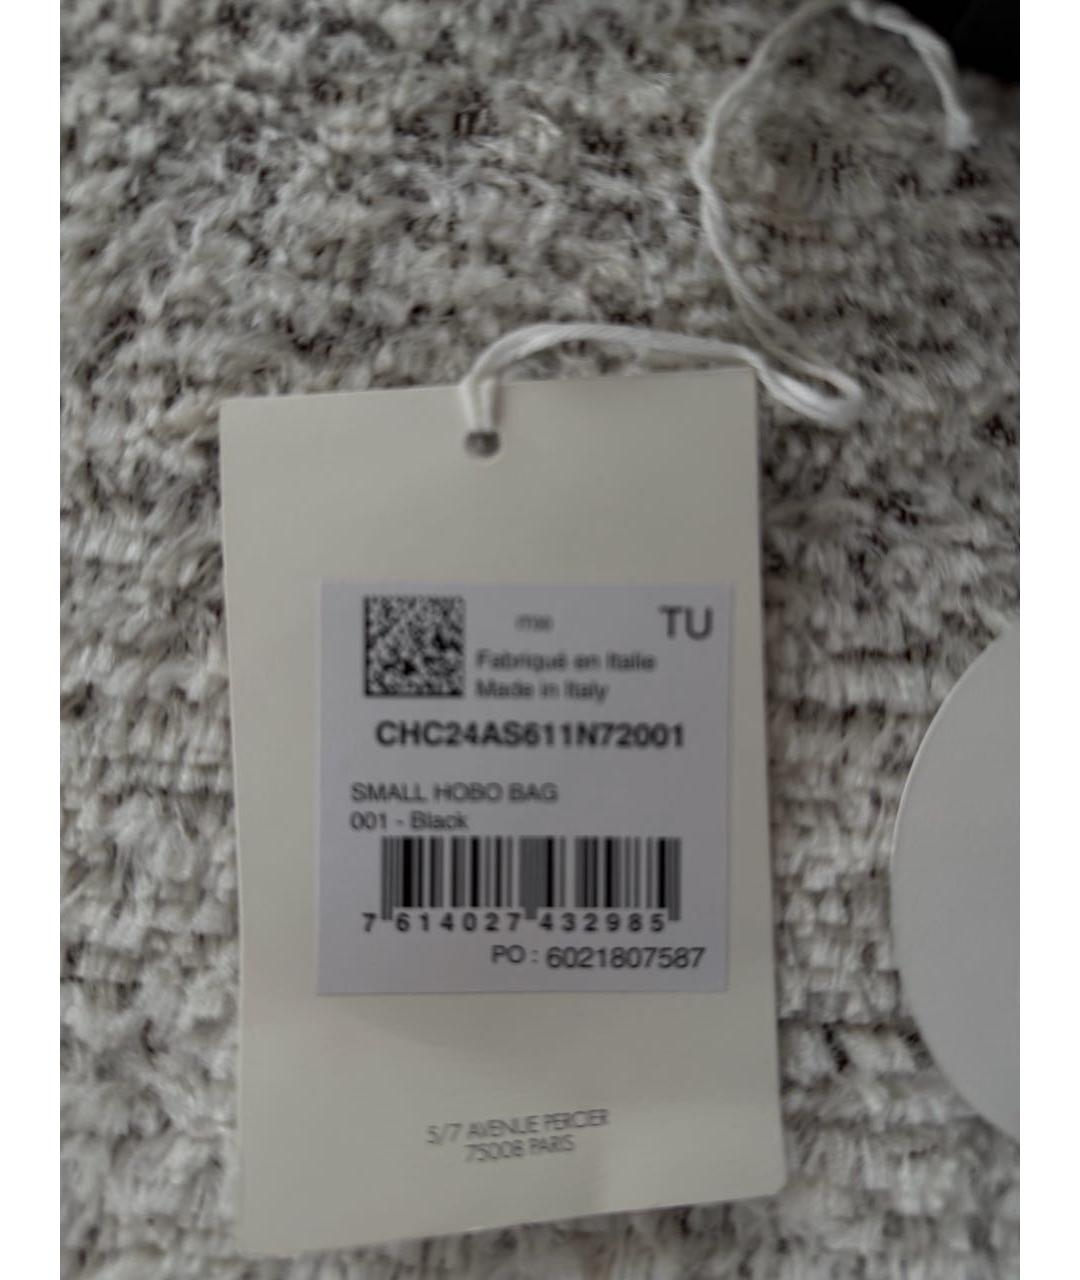 TU
Fabriqué en Italie
Made in Italy
CHC24AS611N72001
SMALL HOBO BAG
001 - Black
7 614027 432985
PO : 6021807587
5/7 AVENUE PERCIER
75008 PARIS